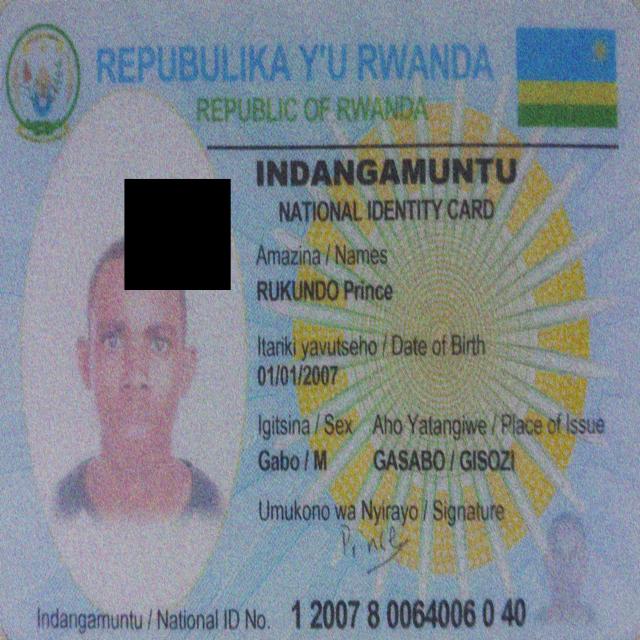 REPUBULIKA Y'U RWANDA
REPUBLIC OF RWANDA
INDANGAMUNTU
NATIONAL IDENTITY CARD
Amazina / Names
RUKUNDO Prince
Itariki yavutseho / Date of Birth
01/01/2007
Igitsina / Sex Aho Yatangiwe / Place of Issue
Gabo / M GASABO / GISOZI
Umukono wa Nyirayo / Signature
Prince
Indangamuntu / National ID No. 1 2007 8 0064006 0 40